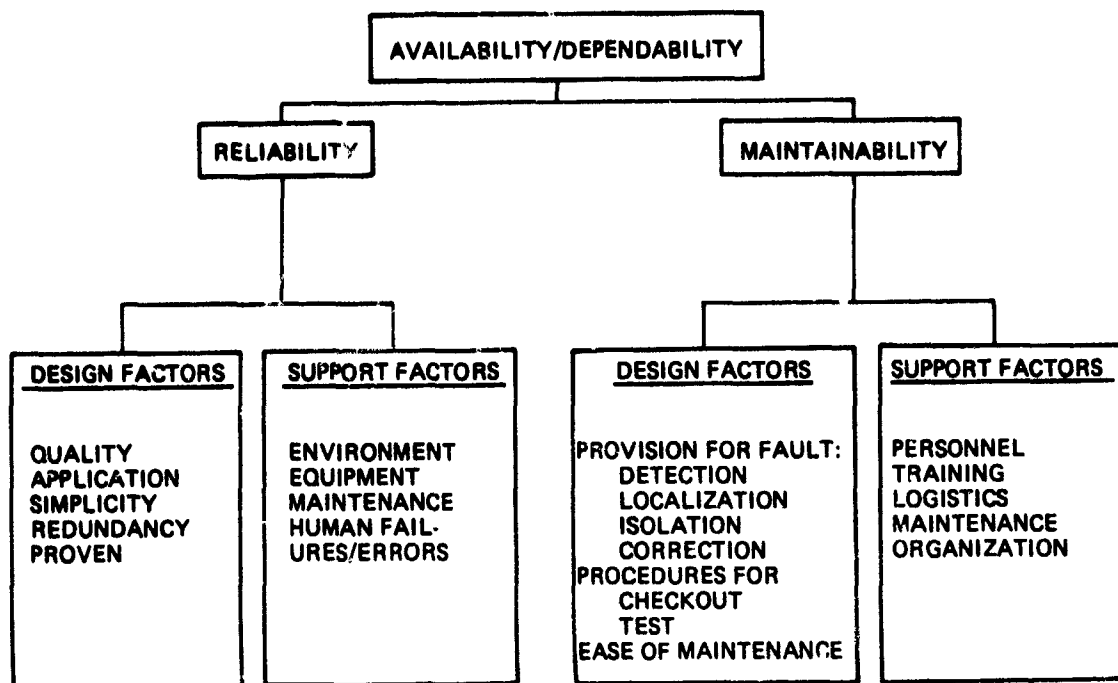 AVAILABILITY/DEPENDABILITY
RELIABILITY
MAINTAINABILITY
DESIGN FACTORS
QUALITY
APPLICATION
SIMPLICITY
REDUNDANCY
PROVEN
SUPPORT FACTORS
ENVIRONMENT
EQUIPMENT
MAINTENANCE
HUMAN FAIL-
URES/ERRORS
DESIGN FACTORS
PROVISION FOR FAULT:
DETECTION
LOCALIZATION
ISOLATION
CORRECTION
PROCEDURES FOR
CHECKOUT
TEST
EASE OF MAINTENANCE
SUPPORT FACTORS
PERSONNEL
TRAINING
LOGISTICS
MAINTENANCE
ORGANIZATION